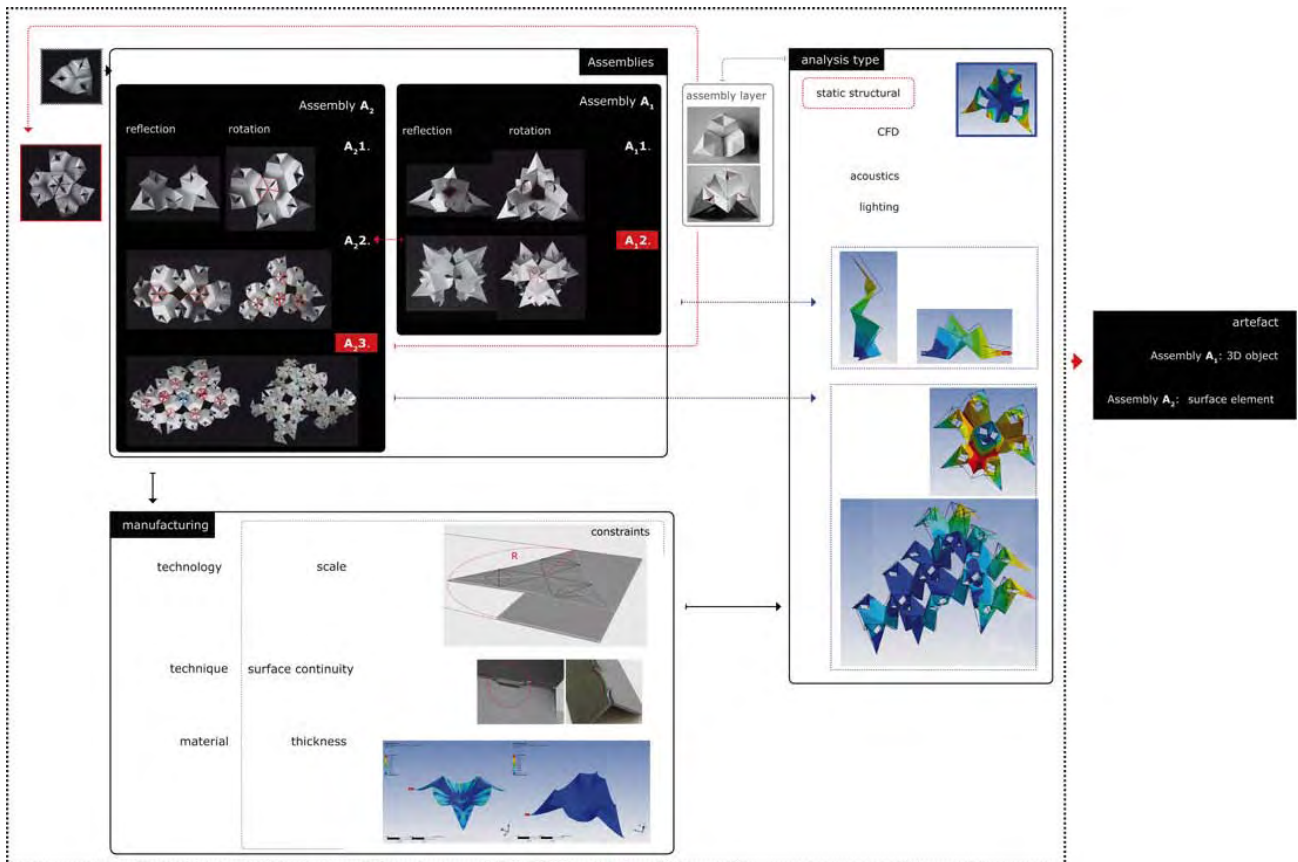 Assemblies
Assembly A₂
reflection
rotation
A₂1.
A₂2.
A₂3.
Assembly A₁
reflection
rotation
A₁1.
A₁2.
assembly layer
analysis type
static structural
CFD
acoustics
lighting
artefact
Assembly A₁: 3D object
Assembly A₂: surface element
manufacturing
constraints
technology
scale
R
technique
surface continuity
material
thickness